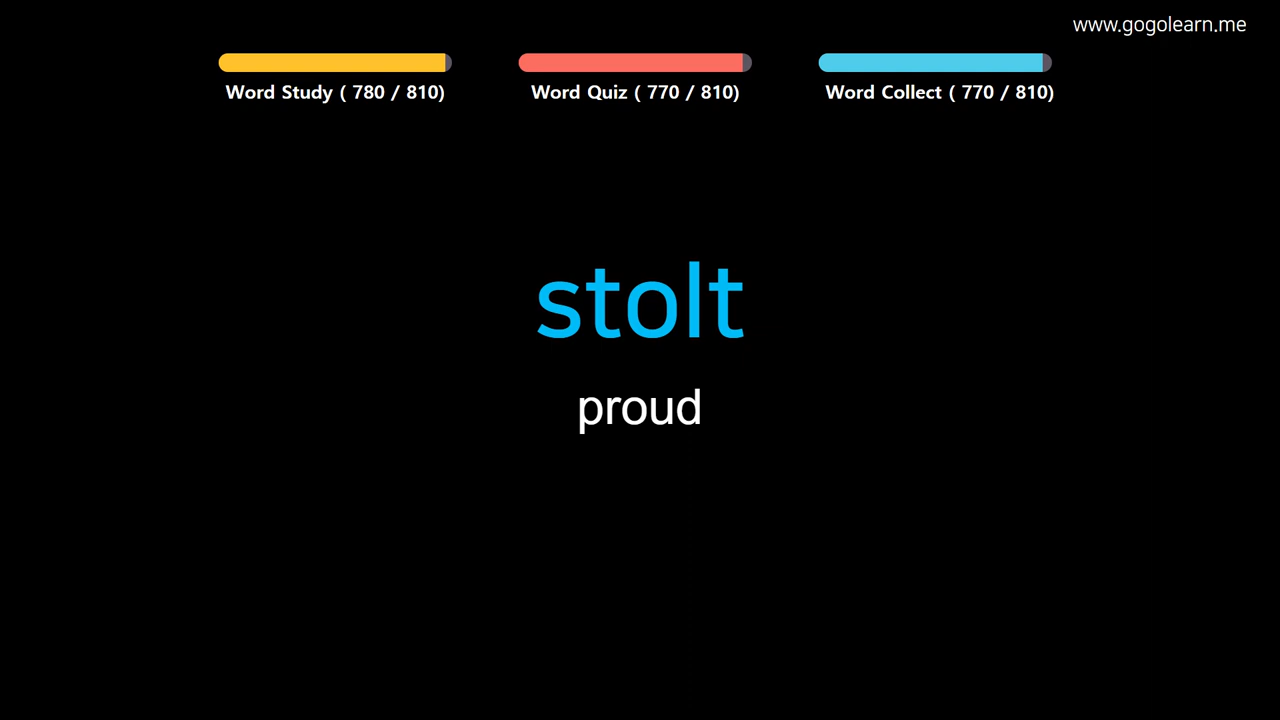 www.gogolearn.me
Word Study ( 780 / 810)
Word Quiz ( 770 / 810)
Word Collect ( 770 / 810)
stolt
proud